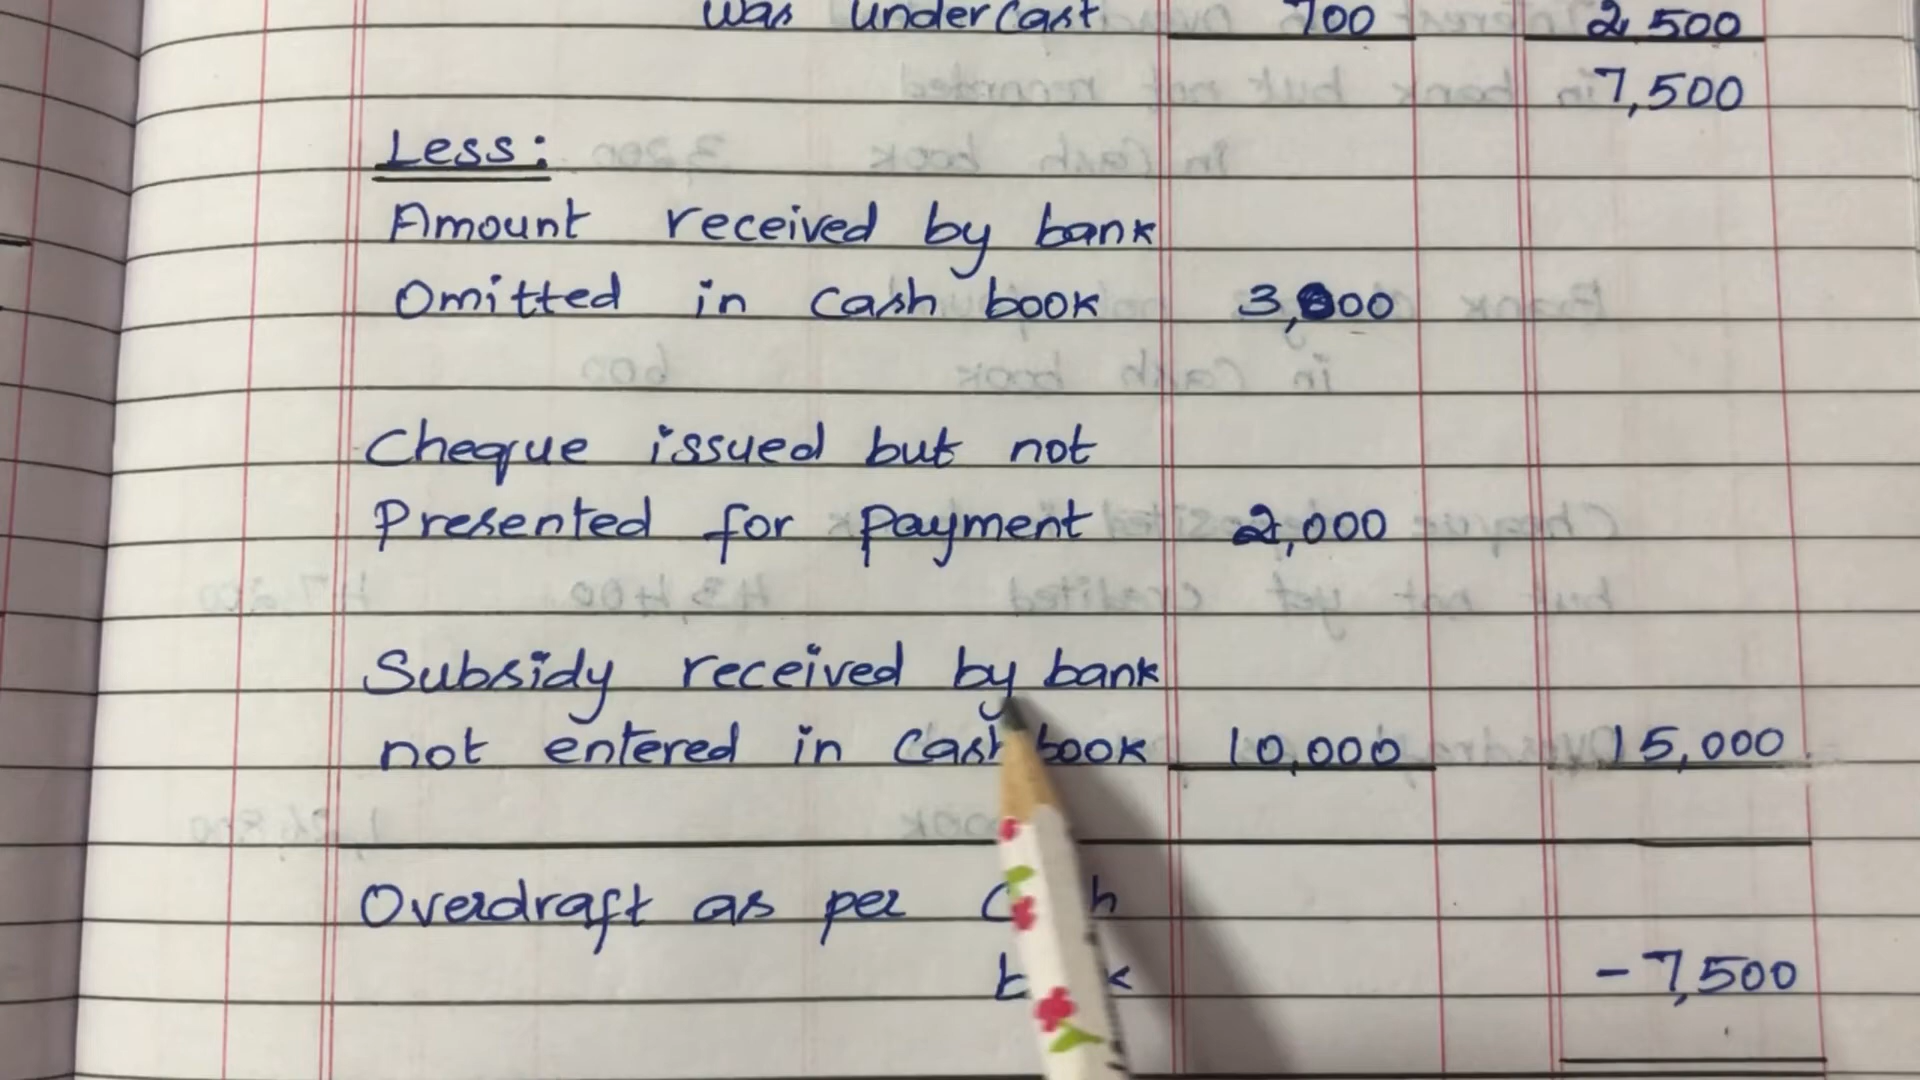 was undercast 700 2,500
7,500
Less:
Amount received by bank
Omitted in cash book 3,000
Cheque issued but not
Presented for payment 2,000
Subsidy received by bank
not entered in cash book 10,000 15,000
Overdraft as per
-7,500